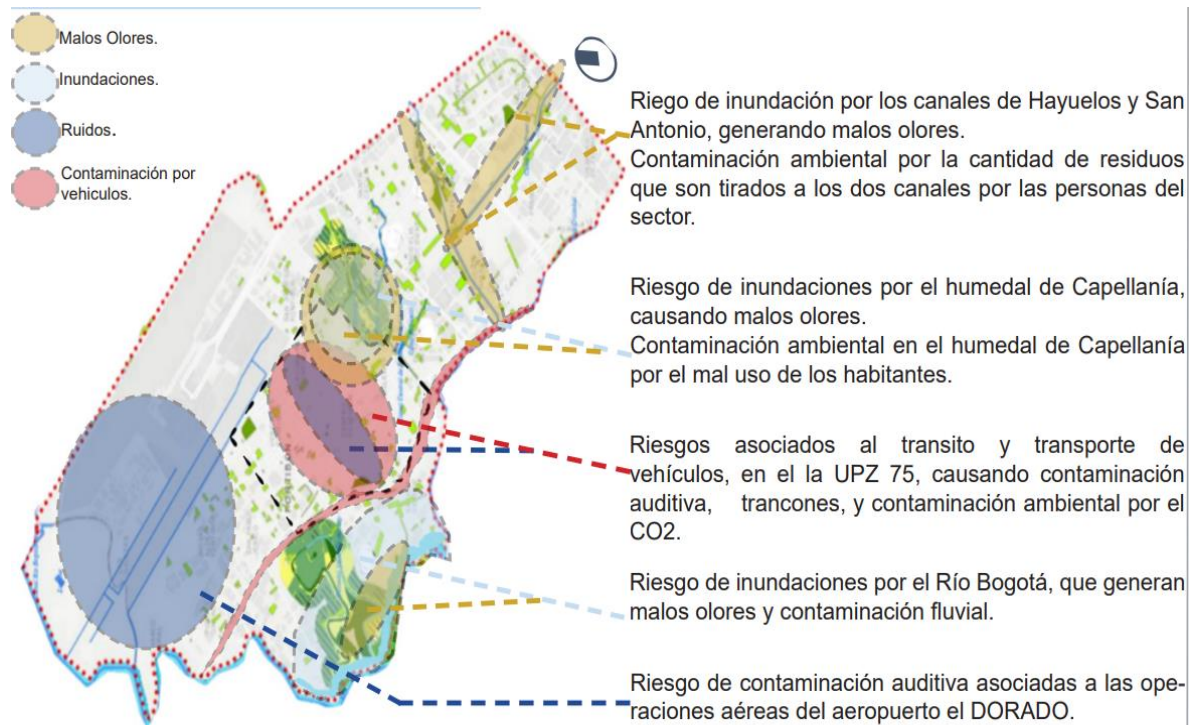 Malos Olores.
Inundaciones.
Ruidos.
Contaminación por
vehiculos.
Riego de inundación por los canales de Hayuelos y San
Antonio, generando malos olores.
Contaminación ambiental por la cantidad de residuos
que son tirados a los dos canales por las personas del
sector.
Riesgo de inundaciones por el humedal de Capellanía,
causando malos olores.
Contaminación ambiental en el humedal de Capellanía
por el mal uso de los habitantes.
Riesgos asociados al transito y transporte de
vehículos, en el la UPZ 75, causando contaminación
auditiva, trancones, y contaminación ambiental por el
CO2.
Riesgo de inundaciones por el Río Bogotá, que generan
malos olores y contaminación fluvial.
Riesgo de contaminación auditiva asociadas a las ope-
raciones aéreas del aeropuerto el DORADO.